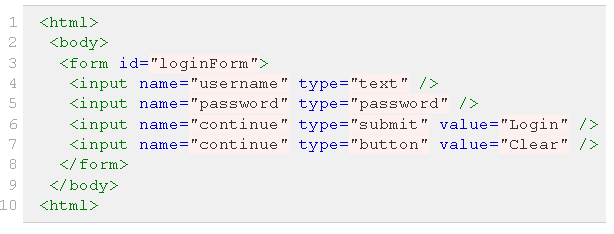 1 <html>
2 <body>
3 <form id="loginForm">
4 <input name="username" type="text" />
5 <input name="password" type="password" />
6 <input name="continue" type="submit" value="Login" />
7 <input name="continue" type="button" value="Clear" />
8 </form>
9 </body>
10 <html>